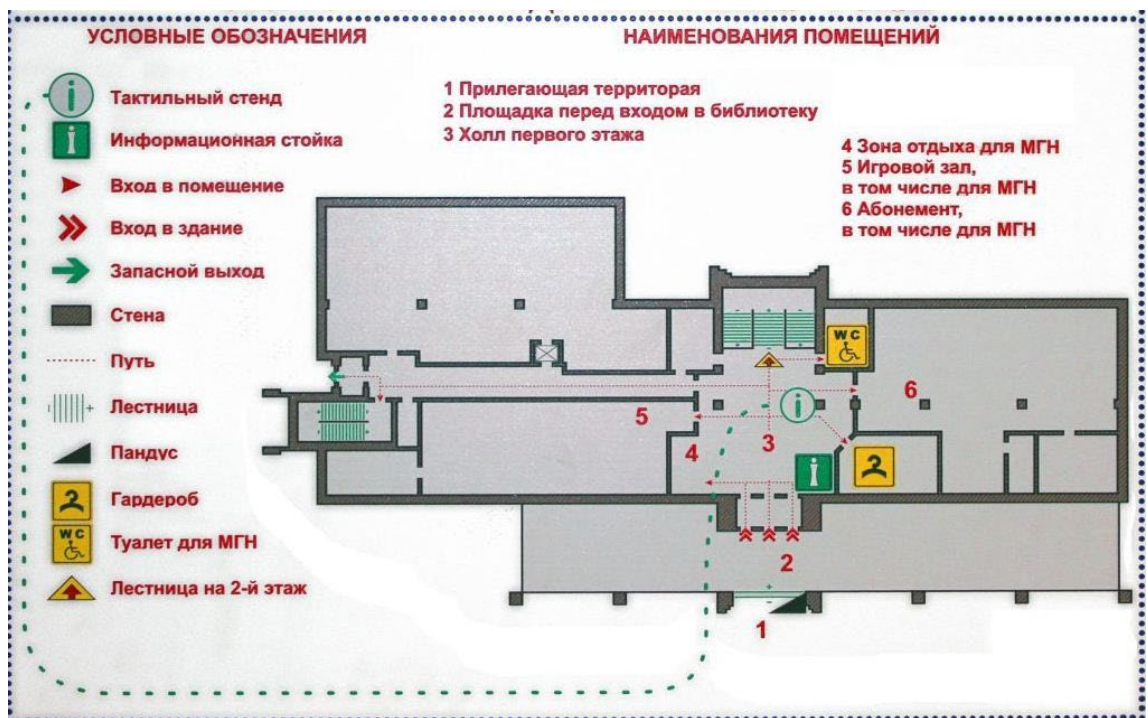 УСЛОВНЫЕ ОБОЗНАЧЕНИЯ
Тактильный стенд
Информационная стойка
Вход в помещение
Вход в здание
Запасной выход
Стена
Путь
Лестница
Пандус
Гардероб
WC
Туалет для МГН
Лестница на 2-й этаж
НАИМЕНОВАНИЯ ПОМЕЩЕНИЙ
1 Прилегающая территорая
2 Площадка перед входом в библиотеку
3 Холл первого этажа
4 Зона отдыха для МГН
5 Игровой зал,
в том числе для МГН
6 Абонемент,
в том числе для МГН
WC
6
5
4
3
2
1